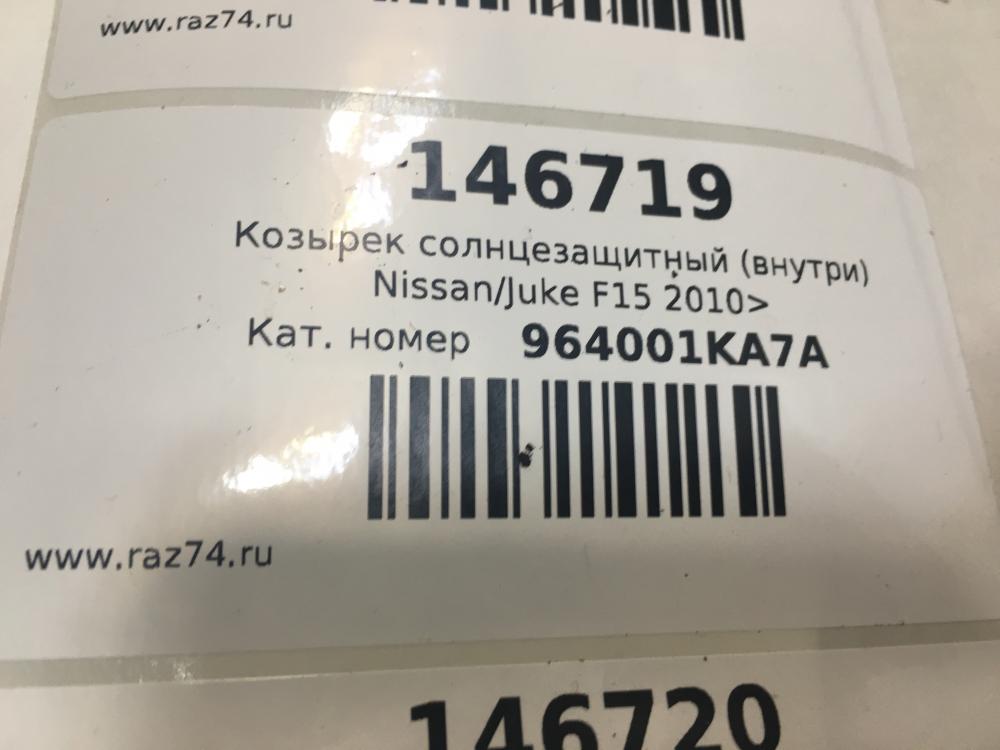 www.raz74.ru
146719
Козырек солнцезащитный (внутри)
Nissan/Juke F15 2010>
Кат. номер 964001KA7A
www.raz74.ru
146720